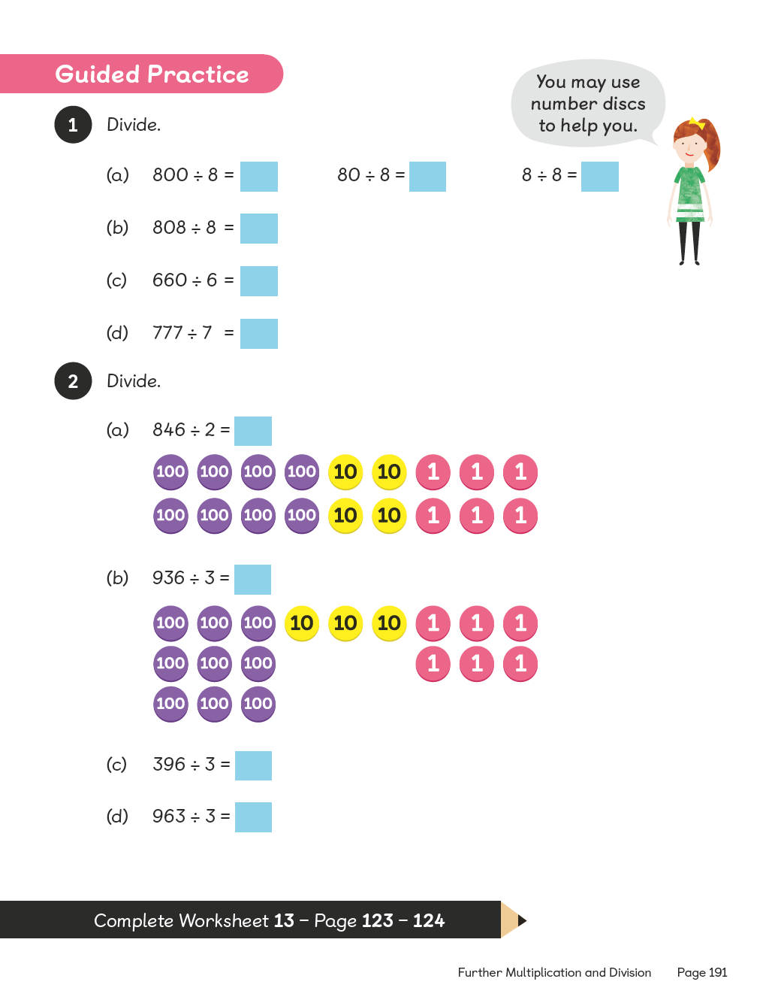 Guided Practice
You may use
number discs
to help you.
1 Divide.
(a) 800 ÷ 8 = 80 ÷ 8 = 8 ÷ 8 =
(b) 808 ÷ 8 =
(c) 660 ÷ 6 =
(d) 777 ÷ 7 =
2 Divide.
(a) 846 ÷ 2 =
100 100 100 100 10 10 1 1 1
100 100 100 100 10 10 1 1 1
(b) 936 ÷ 3 =
100 100 100 10 10 10 1 1 1
100 100 100 1 1 1
100 100 100
(c) 396 ÷ 3 =
(d) 963 ÷ 3 =
Complete Worksheet 13 – Page 123 – 124
Further Multiplication and Division Page 191